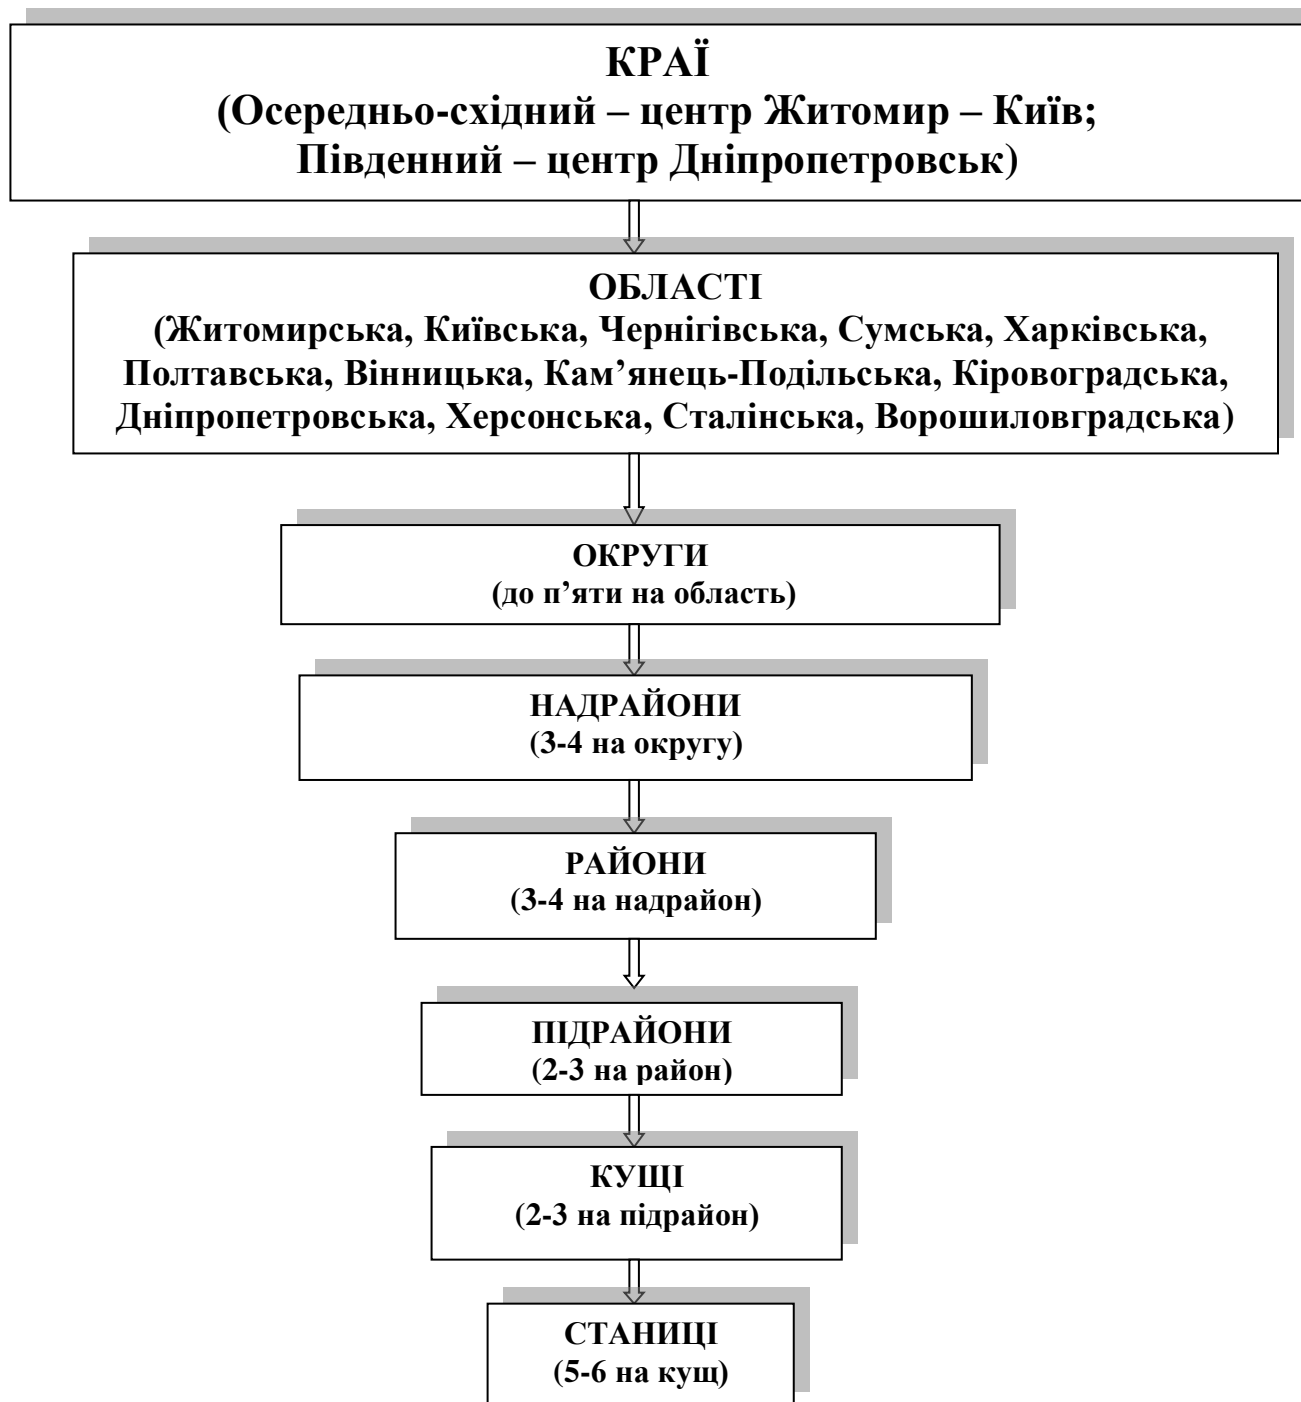 КРАЇ
(Осередньо-східний – центр Житомир – Київ;
Південний – центр Дніпропетровськ)
ОБЛАСТІ
(Житомирська, Київська, Чернігівська, Сумська, Харківська,
Полтавська, Вінницька, Кам’янець-Подільська, Кіровоградська,
Дніпропетровська, Херсонська, Сталінська, Ворошиловградська)
ОКРУГИ
(до п’яти на область)
НАДРАЙОНИ
(3-4 на округу)
РАЙОНИ
(3-4 на надрайон)
ПІДРАЙОНИ
(2-3 на район)
КУЩІ
(2-3 на підрайон)
СТАНИЦІ
(5-6 на кущ)